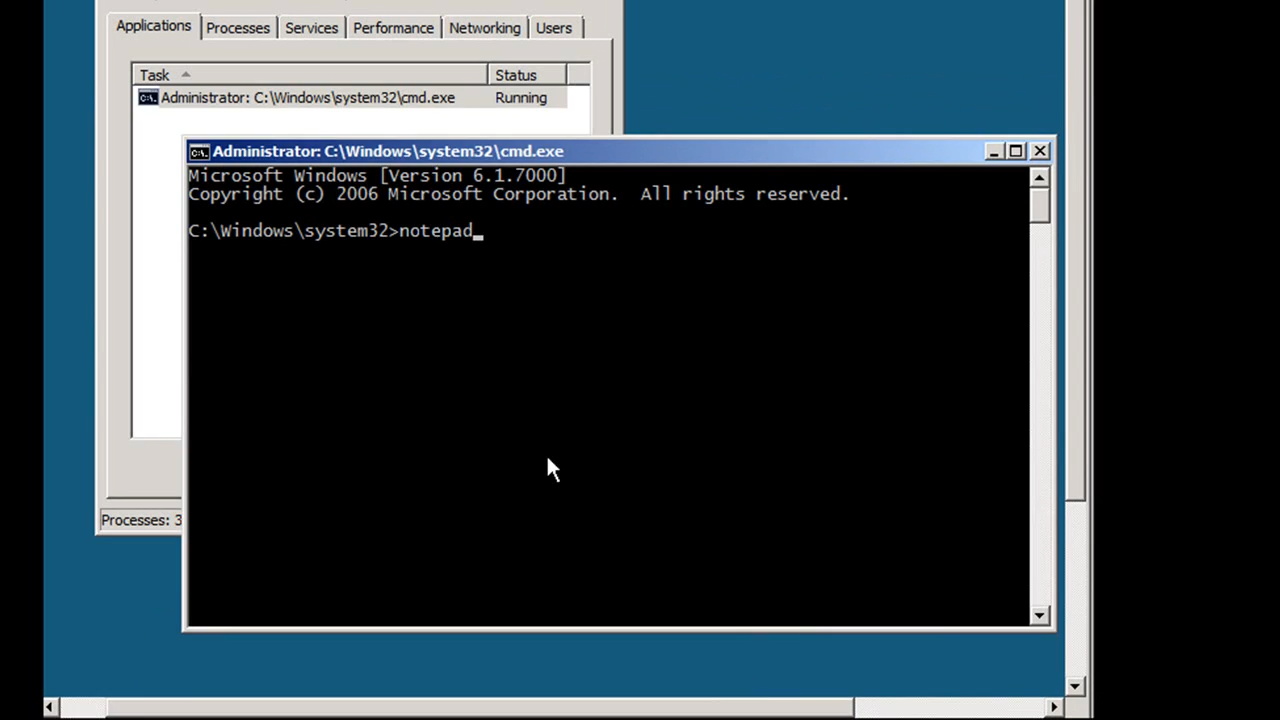 Applications Processes Services Performance Networking Users
Task Status
Administrator: C:\Windows\system32\cmd.exe Running
Administrator: C:\Windows\system32\cmd.exe
Microsoft Windows [Version 6.1.7000]
Copyright (c) 2006 Microsoft Corporation.  All rights reserved.
C:\Windows\system32>notepad_
Processes: 3